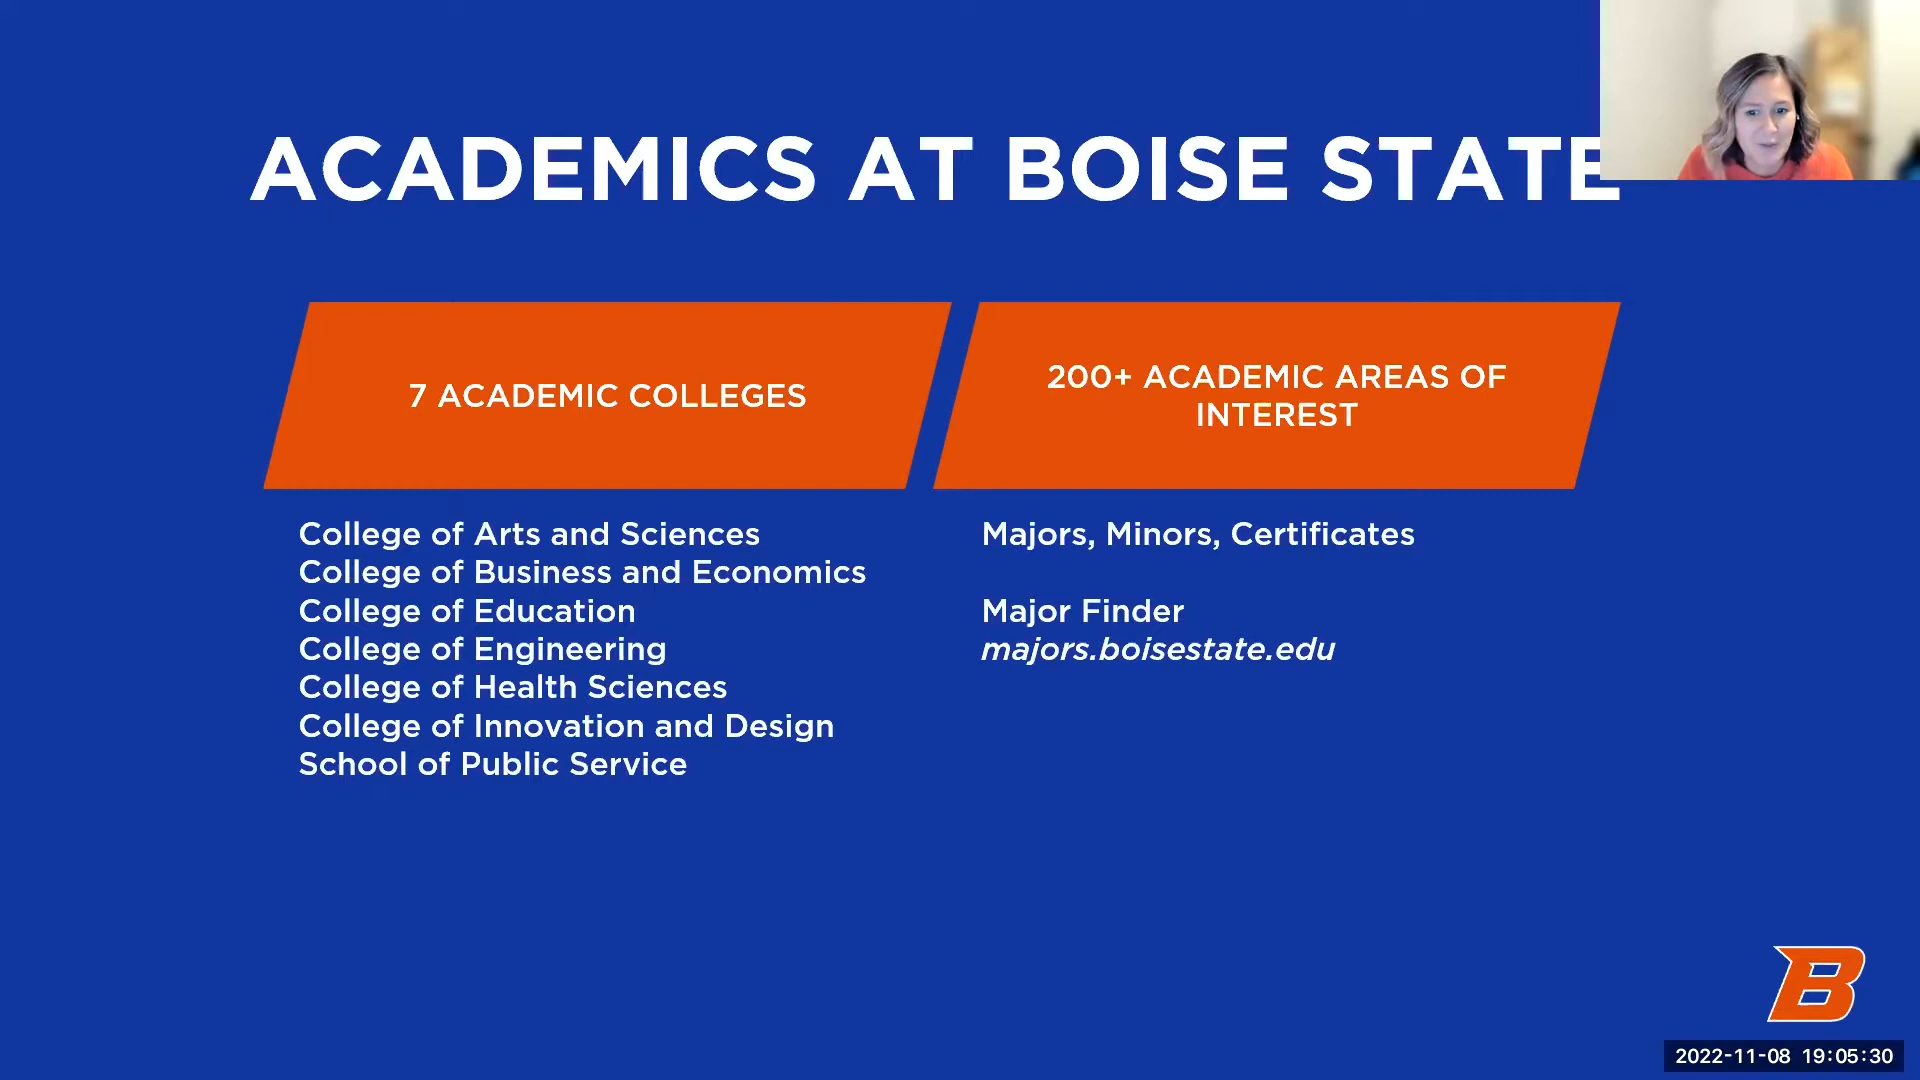 ACADEMICS AT BOISE STATE
7 ACADEMIC COLLEGES
College of Arts and Sciences
College of Business and Economics
College of Education
College of Engineering
College of Health Sciences
College of Innovation and Design
School of Public Service
200+ ACADEMIC AREAS OF
INTEREST
Majors, Minors, Certificates
Major Finder
majors.boisestate.edu
B
2022-11-08 19:05:30